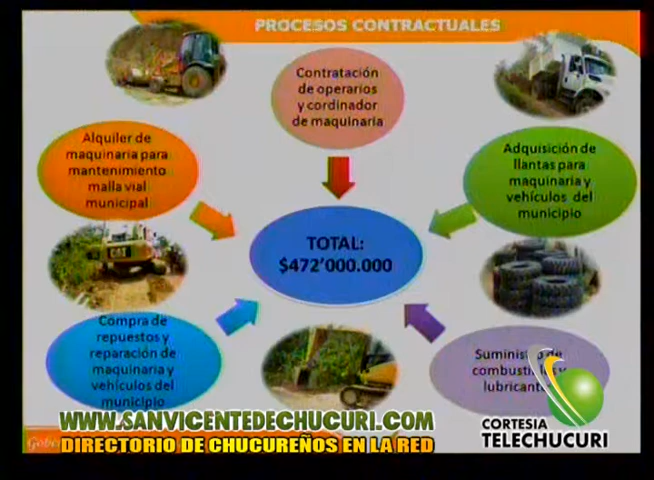 PROCESOS CONTRACTUALES
Contratación
de operarios
y cordinador
de maquinaria
Alquiler de
maquinaria para
mantenimiento
malla vial
municipal
Adquisición de
llantas para
maquinaria y
vehículos del
municipio
TOTAL:
$472'000.000
CAT
Compra de
repuestos y
reparación de
maquinaria y
vehículos del
municipio
Suministro de
combustibles y
lubricantes
WWW.SANVICENTEDECHUCURI.COM
DIRECTORIO DE CHUCUREÑOS EN LA RED
CORTESIA
TELECHUCURI